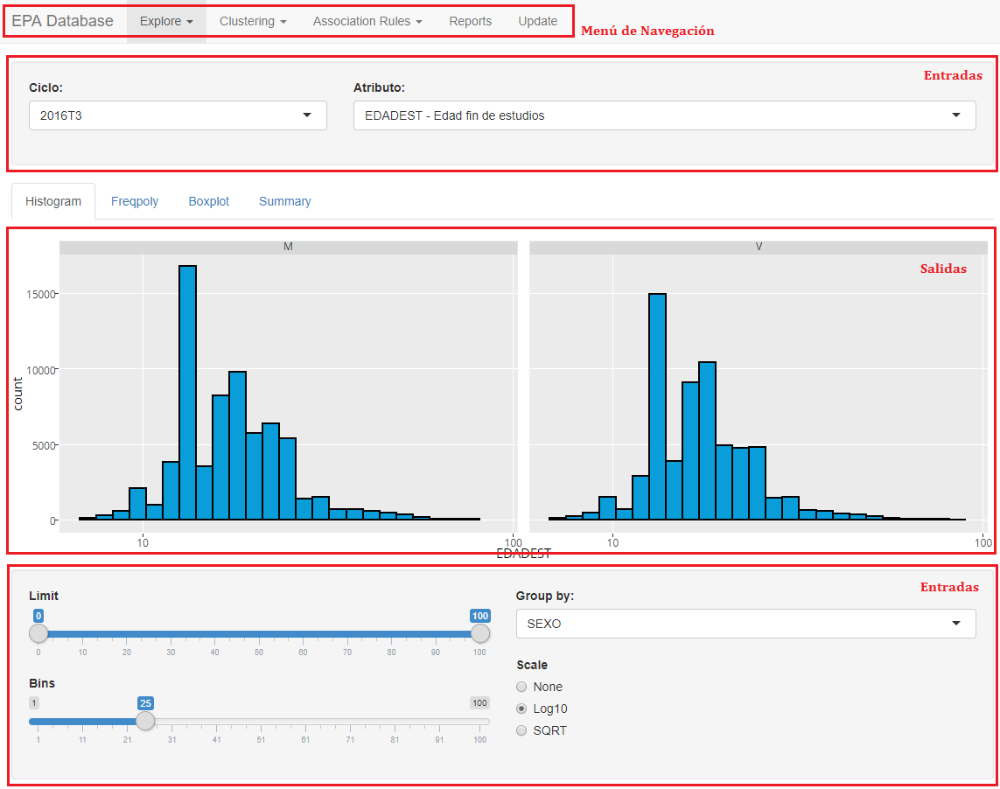 EPA Database Explore Clustering Association Rules Reports Update
Menú de Navegación
Entradas
Ciclo: Atributo:
2016T3 EDADEST - Edad fin de estudios
Histogram Freqpoly Boxplot Summary
M V
Salidas
15000
10000
5000
0
count
10 100 10 100
EDADEST
Entradas
Limit Group by:
0 100
SEXO
0 10 20 30 40 50 60 70 80 90 100
Scale
None
Bins
1 25 100
Log10
SQRT
1 11 21 31 41 51 61 71 81 91 100